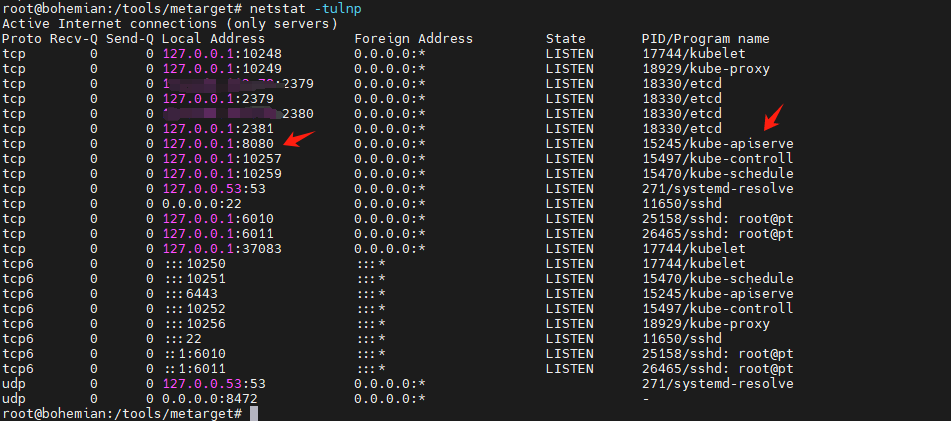 root@bohemian:/tools/metarget# netstat -tulnp
Active Internet connections (only servers)
Proto Recv-Q Send-Q Local Address Foreign Address State PID/Program name
tcp 0 0 127.0.0.1:10248 0.0.0.0:* LISTEN 17744/kubelet
tcp 0 0 127.0.0.1:10249 0.0.0.0:* LISTEN 18929/kube-proxy
tcp 0 0 :2379 0.0.0.0:* LISTEN 18330/etcd
tcp 0 0 127.0.0.1:2379 0.0.0.0:* LISTEN 18330/etcd
tcp 0 0 2380 0.0.0.0:* LISTEN 18330/etcd
tcp 0 0 127.0.0.1:2381 0.0.0.0:* LISTEN 18330/etcd
tcp 0 0 127.0.0.1:8080 0.0.0.0:* LISTEN 15245/kube-apiserve
tcp 0 0 127.0.0.1:10257 0.0.0.0:* LISTEN 15497/kube-controll
tcp 0 0 127.0.0.1:10259 0.0.0.0:* LISTEN 15470/kube-schedule
tcp 0 0 127.0.0.53:53 0.0.0.0:* LISTEN 271/systemd-resolve
tcp 0 0 0.0.0.0:22 0.0.0.0:* LISTEN 11650/sshd
tcp 0 0 127.0.0.1:6010 0.0.0.0:* LISTEN 25158/sshd: root@pt
tcp 0 0 127.0.0.1:6011 0.0.0.0:* LISTEN 26465/sshd: root@pt
tcp 0 0 127.0.0.1:37083 0.0.0.0:* LISTEN 17744/kubelet
tcp6 0 0 :::10250 :::* LISTEN 17744/kubelet
tcp6 0 0 :::10251 :::* LISTEN 15470/kube-schedule
tcp6 0 0 :::6443 :::* LISTEN 15245/kube-apiserve
tcp6 0 0 :::10252 :::* LISTEN 15497/kube-controll
tcp6 0 0 :::10256 :::* LISTEN 18929/kube-proxy
tcp6 0 0 :::22 :::* LISTEN 11650/sshd
tcp6 0 0 ::1:6010 :::* LISTEN 25158/sshd: root@pt
tcp6 0 0 ::1:6011 :::* LISTEN 26465/sshd: root@pt
udp 0 0 127.0.0.53:53 0.0.0.0:* 271/systemd-resolve
udp 0 0 0.0.0.0:8472 0.0.0.0:* -
root@bohemian:/tools/metarget#